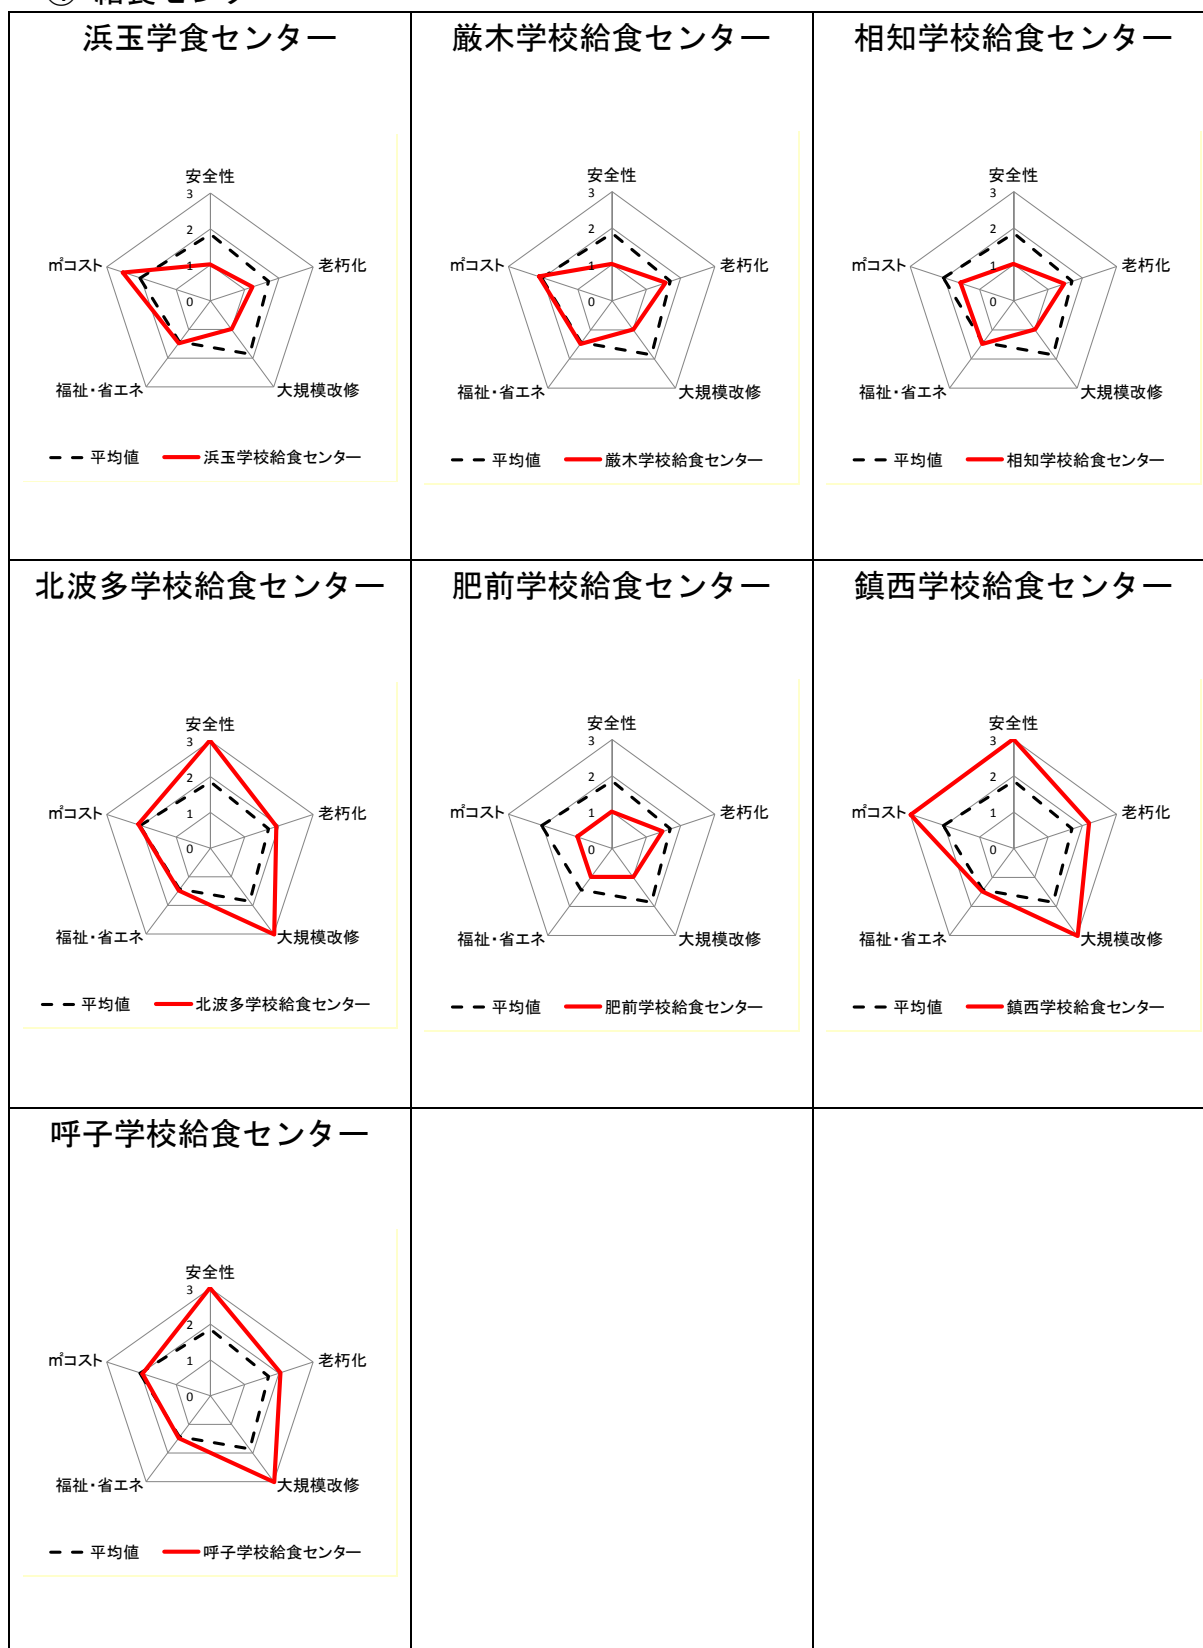 給食センター
浜玉学食センター
安全性
3
2
1
0
㎡コスト
老朽化
福祉・省エネ
大規模改修
平均値
浜玉学校給食センター
厳木学校給食センター
安全性
3
2
1
0
㎡コスト
老朽化
福祉・省エネ
大規模改修
平均値
厳木学校給食センター
相知学校給食センター
安全性
3
2
1
0
㎡コスト
老朽化
福祉・省エネ
大規模改修
平均値
相知学校給食センター
北波多学校給食センター
安全性
3
2
1
0
㎡コスト
老朽化
福祉・省エネ
大規模改修
平均値
北波多学校給食センター
肥前学校給食センター
安全性
3
2
1
0
㎡コスト
老朽化
福祉・省エネ
大規模改修
平均値
肥前学校給食センター
鎮西学校給食センター
安全性
3
2
1
0
㎡コスト
老朽化
福祉・省エネ
大規模改修
平均値
鎮西学校給食センター
呼子学校給食センター
安全性
3
2
1
0
㎡コスト
老朽化
福祉・省エネ
大規模改修
平均値
呼子学校給食センター